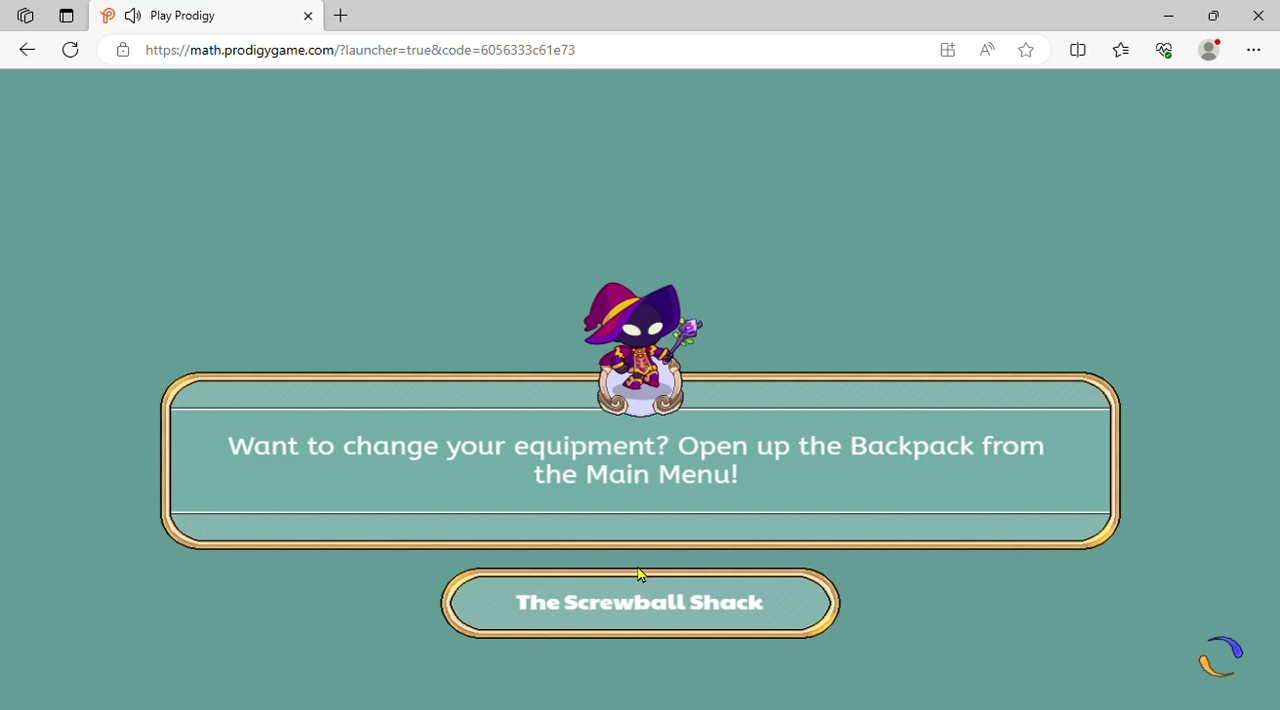 Play Prodigy
https://math.prodigygame.com/?launcher=true&code=6056333c61e73
Want to change your equipment? Open up the Backpack from
the Main Menu!
The Screwball Shack